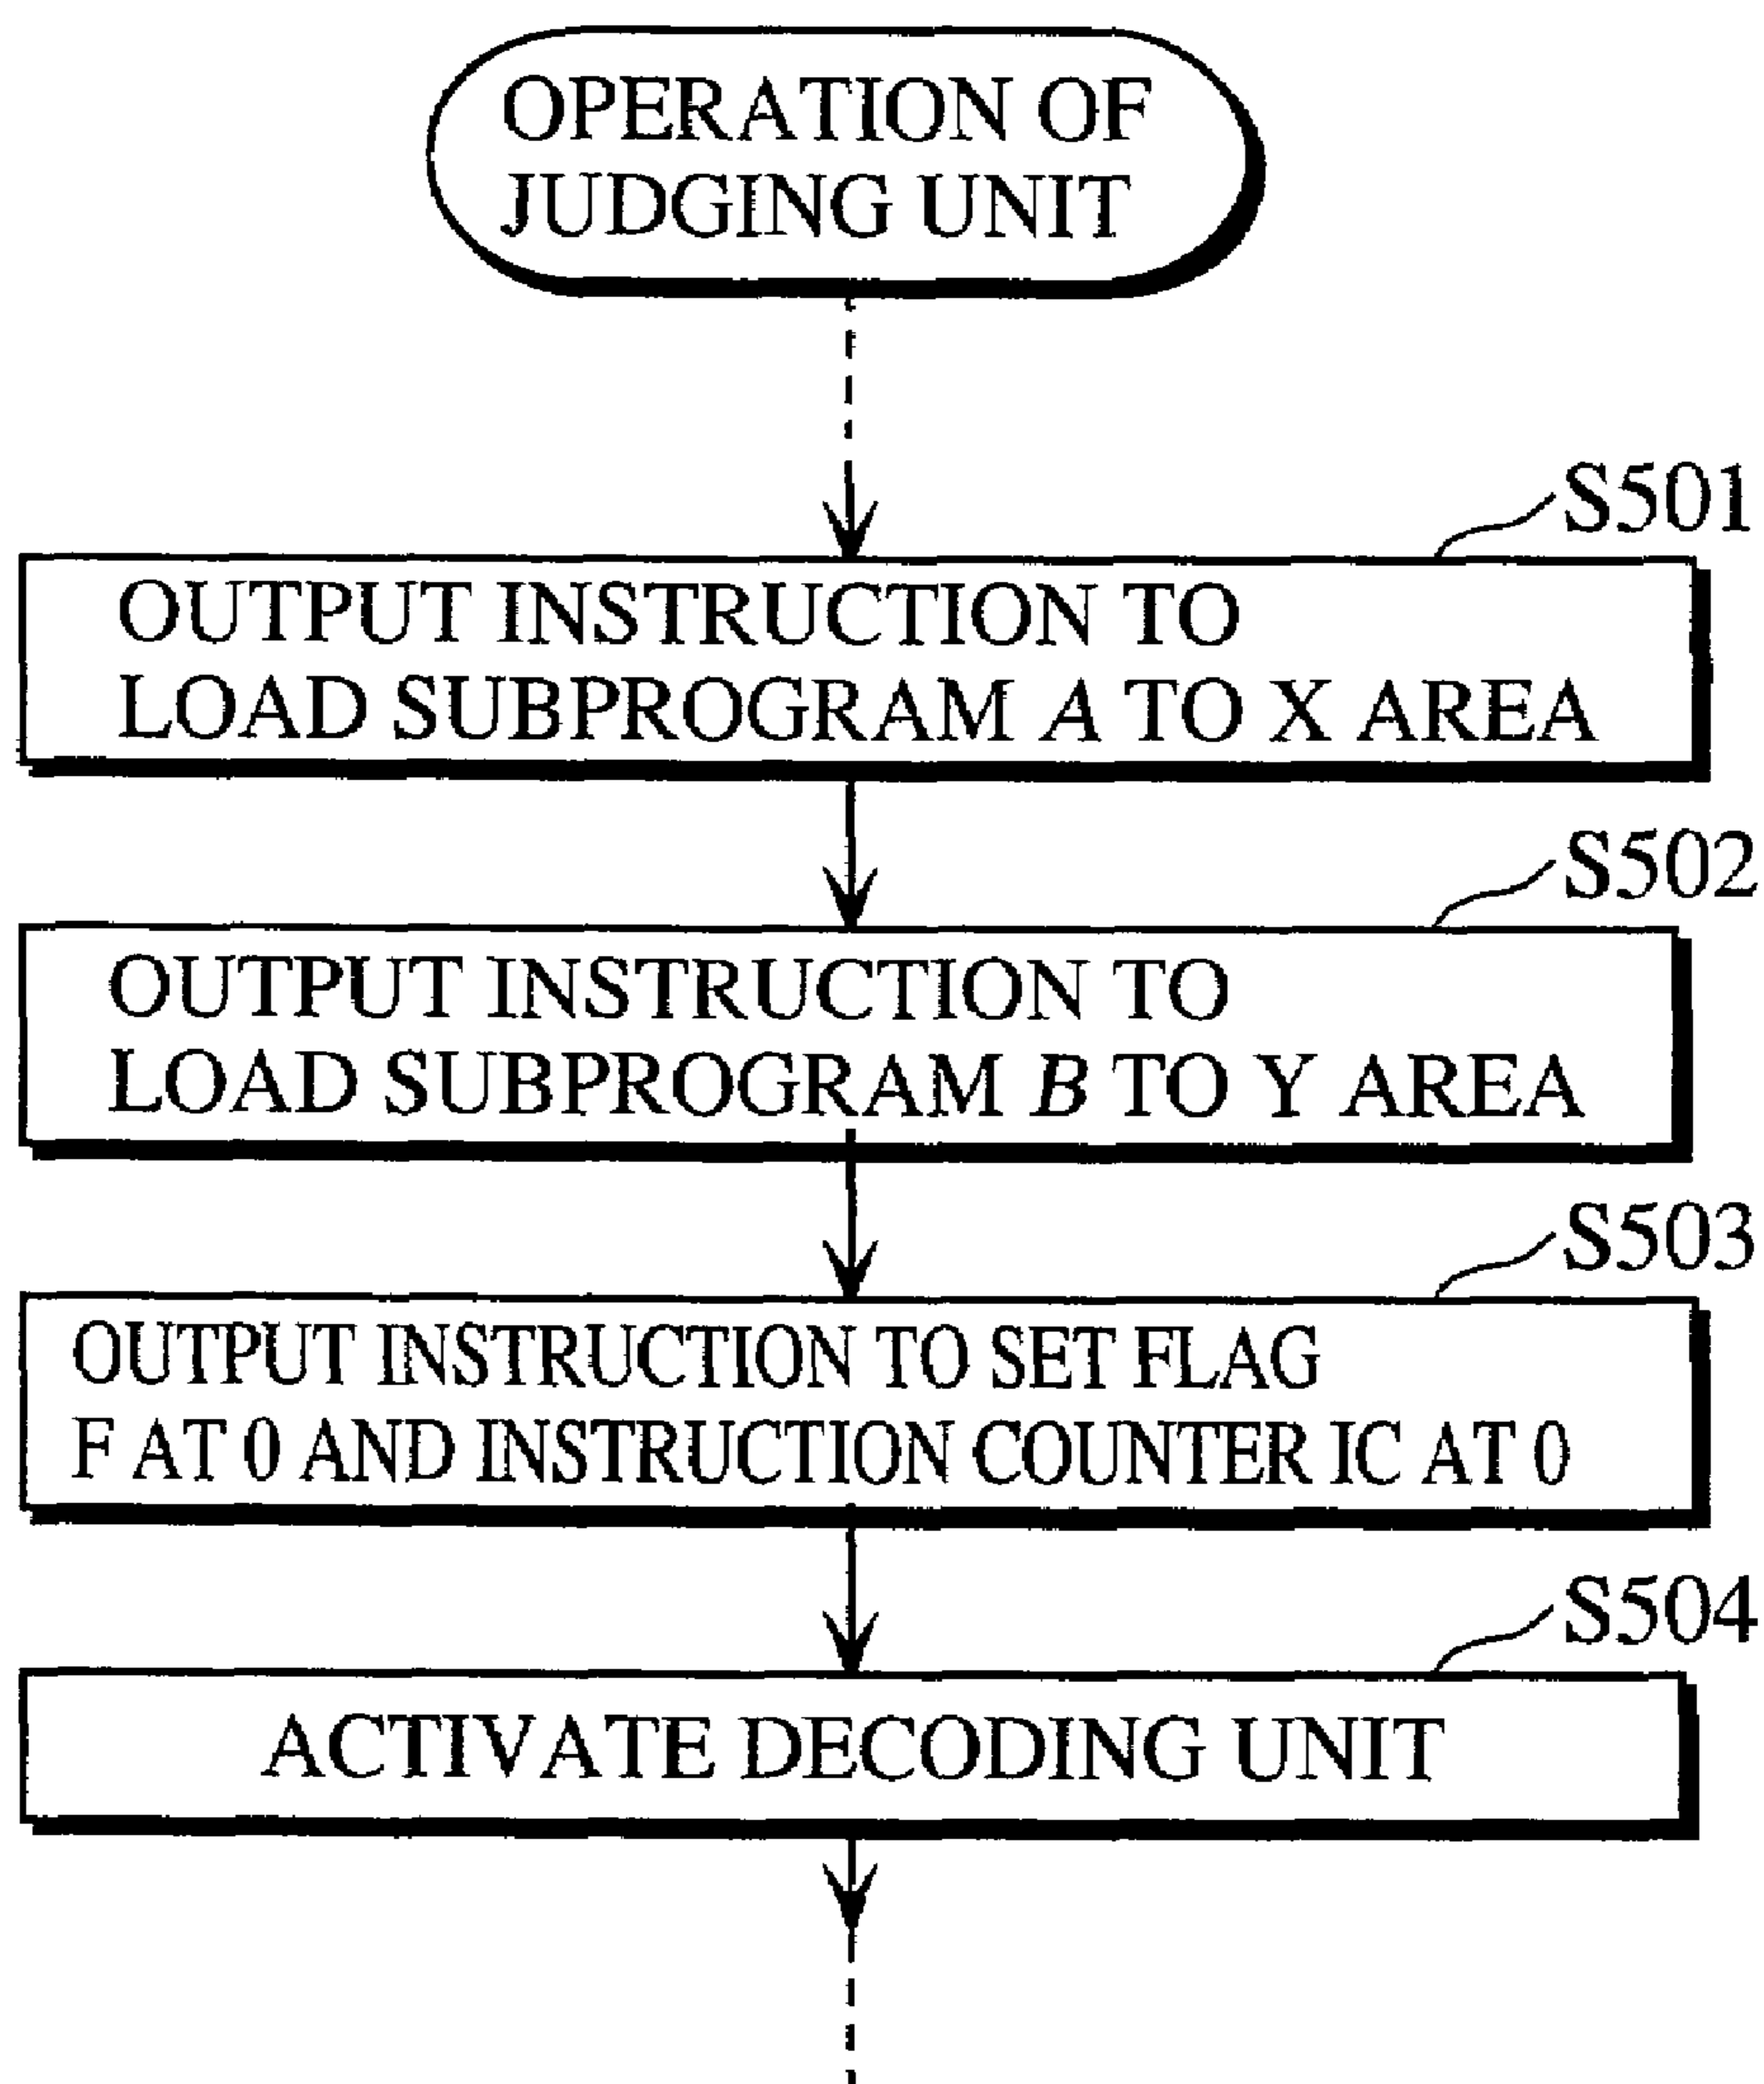 OPERATION OF
JUDGING UNIT
S501
OUTPUT INSTRUCTION TO
LOAD SUBPROGRAM A TO X AREA
S502
OUTPUT INSTRUCTION TO
LOAD SUBPROGRAM B TO Y AREA
S503
OUTPUT INSTRUCTION TO SET FLAG
F AT 0 AND INSTRUCTION COUNTER IC AT 0
S504
ACTIVATE DECODING UNIT